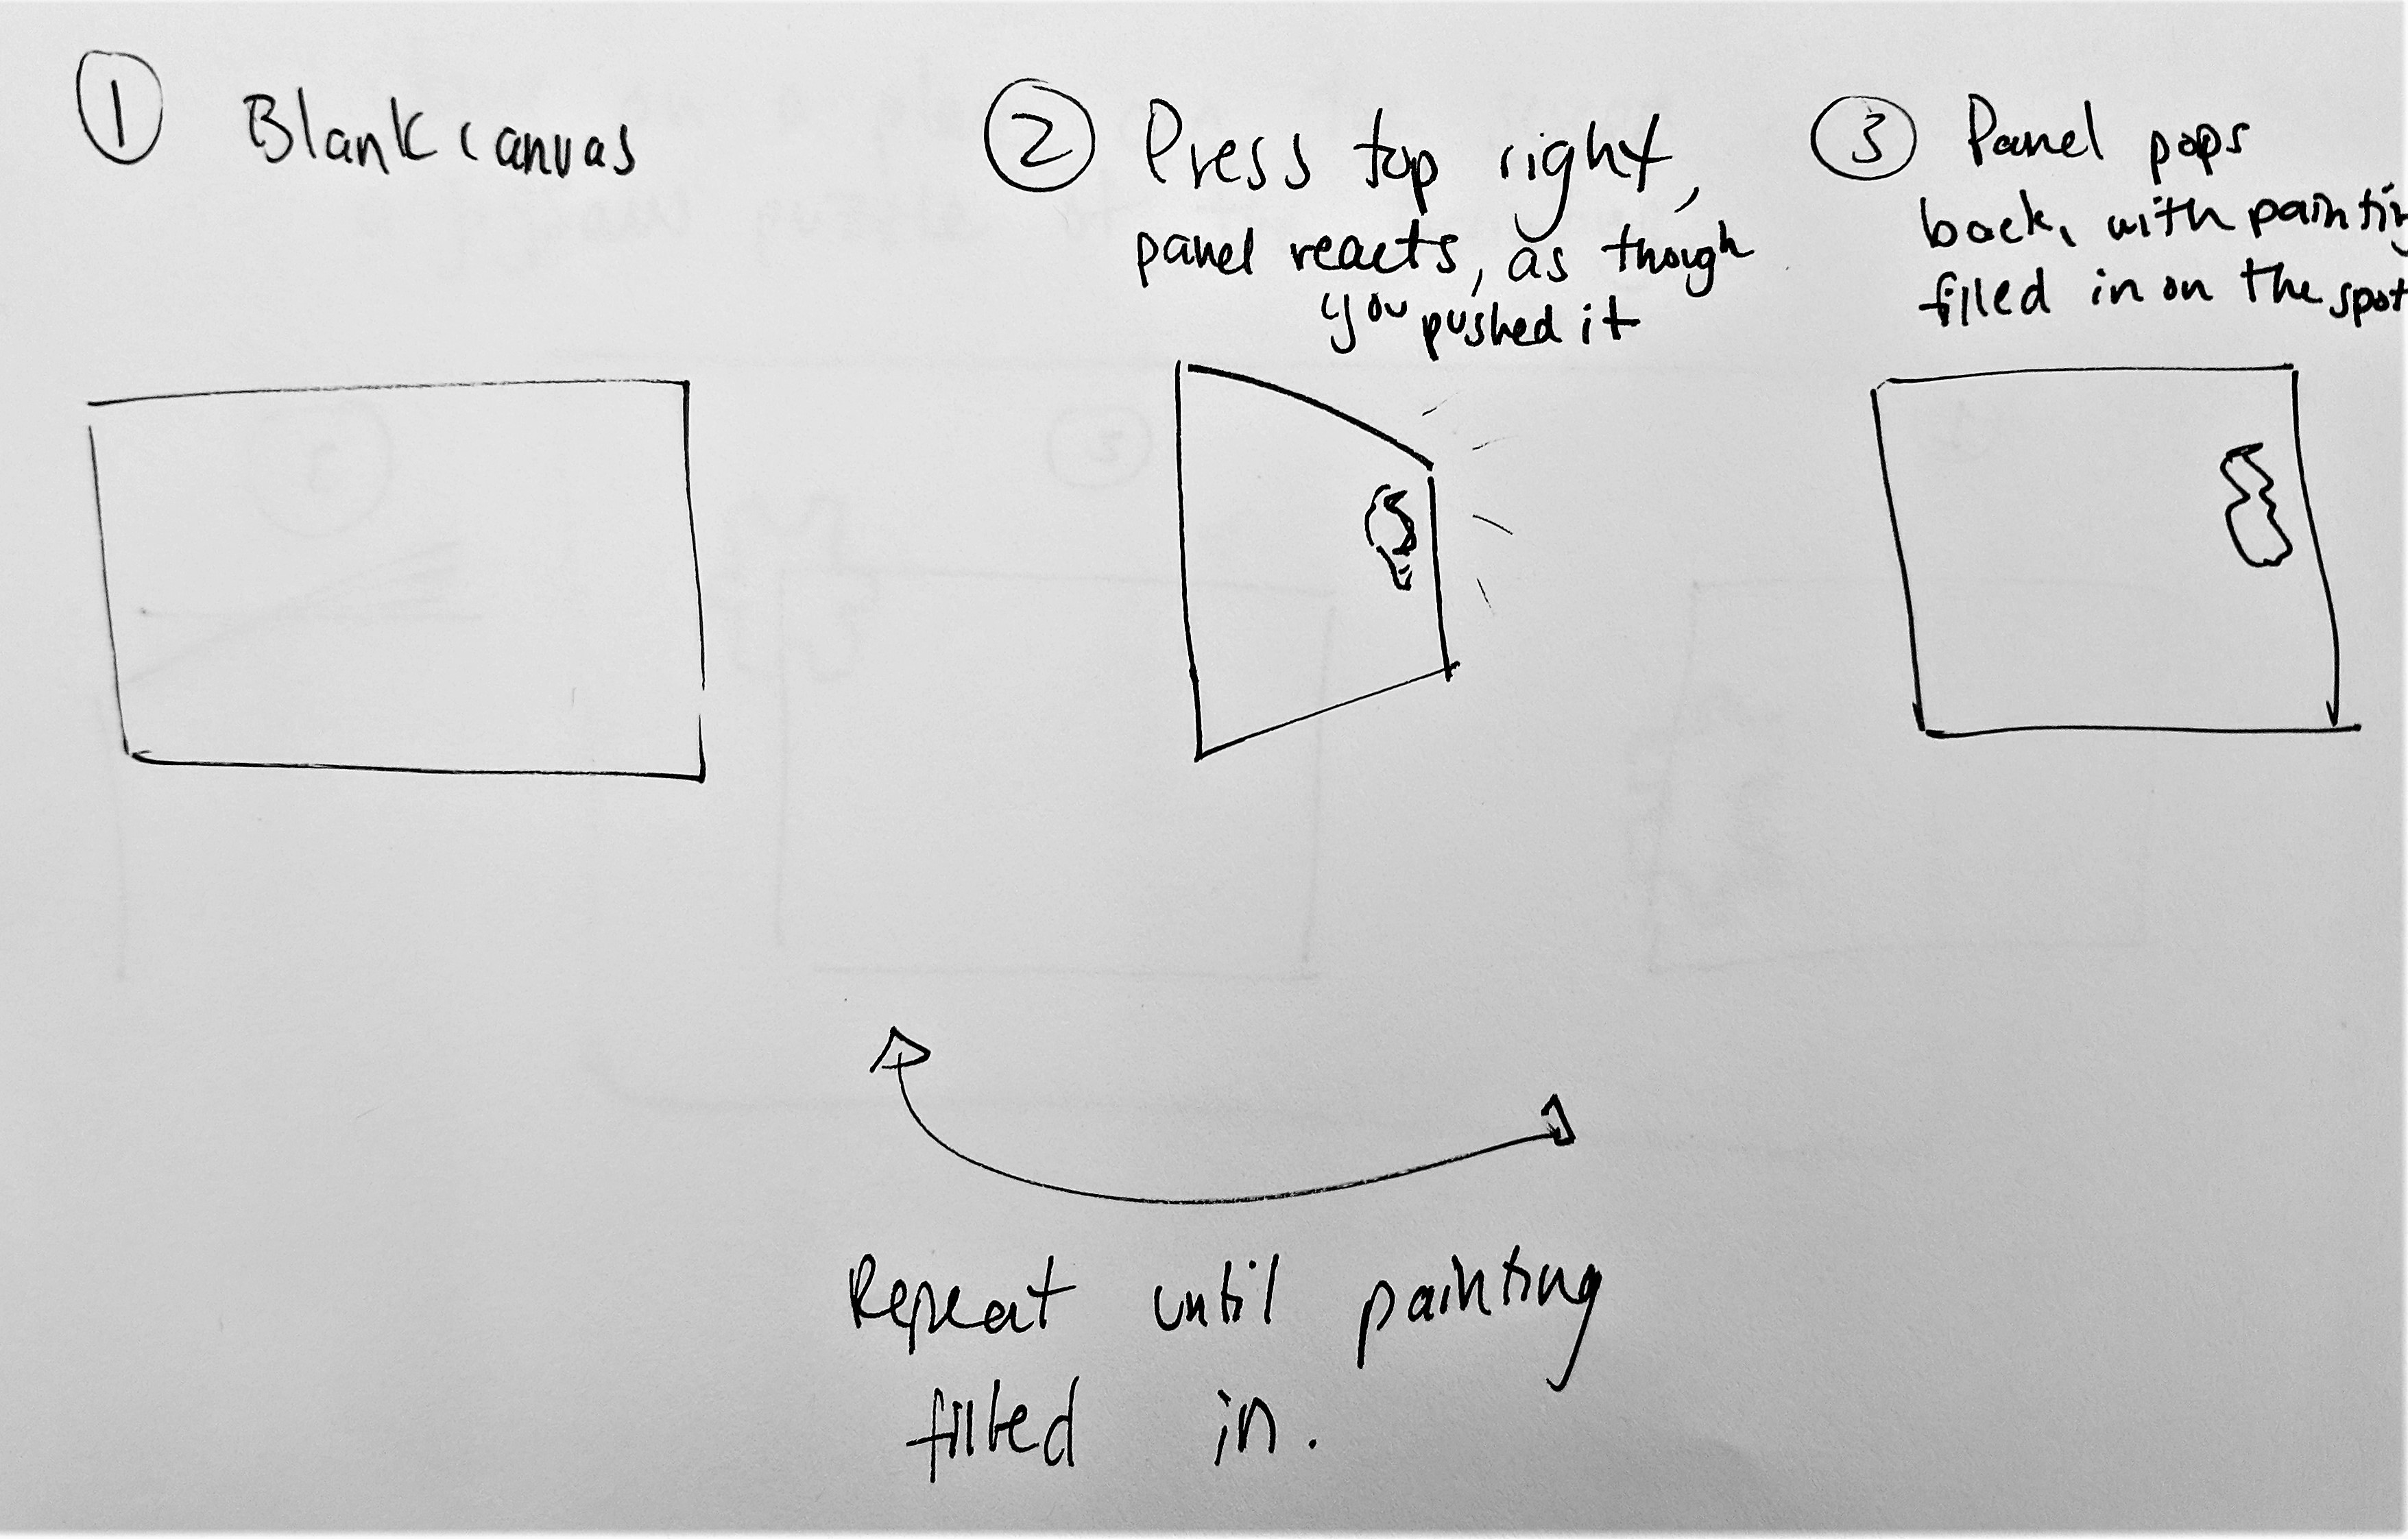 1 Blank canvas
2 Press top right,
panel reacts, as though
you pushed it
3 Panel pops
back, with paintin
filled in on the spot
Repeat until painting
filled in.